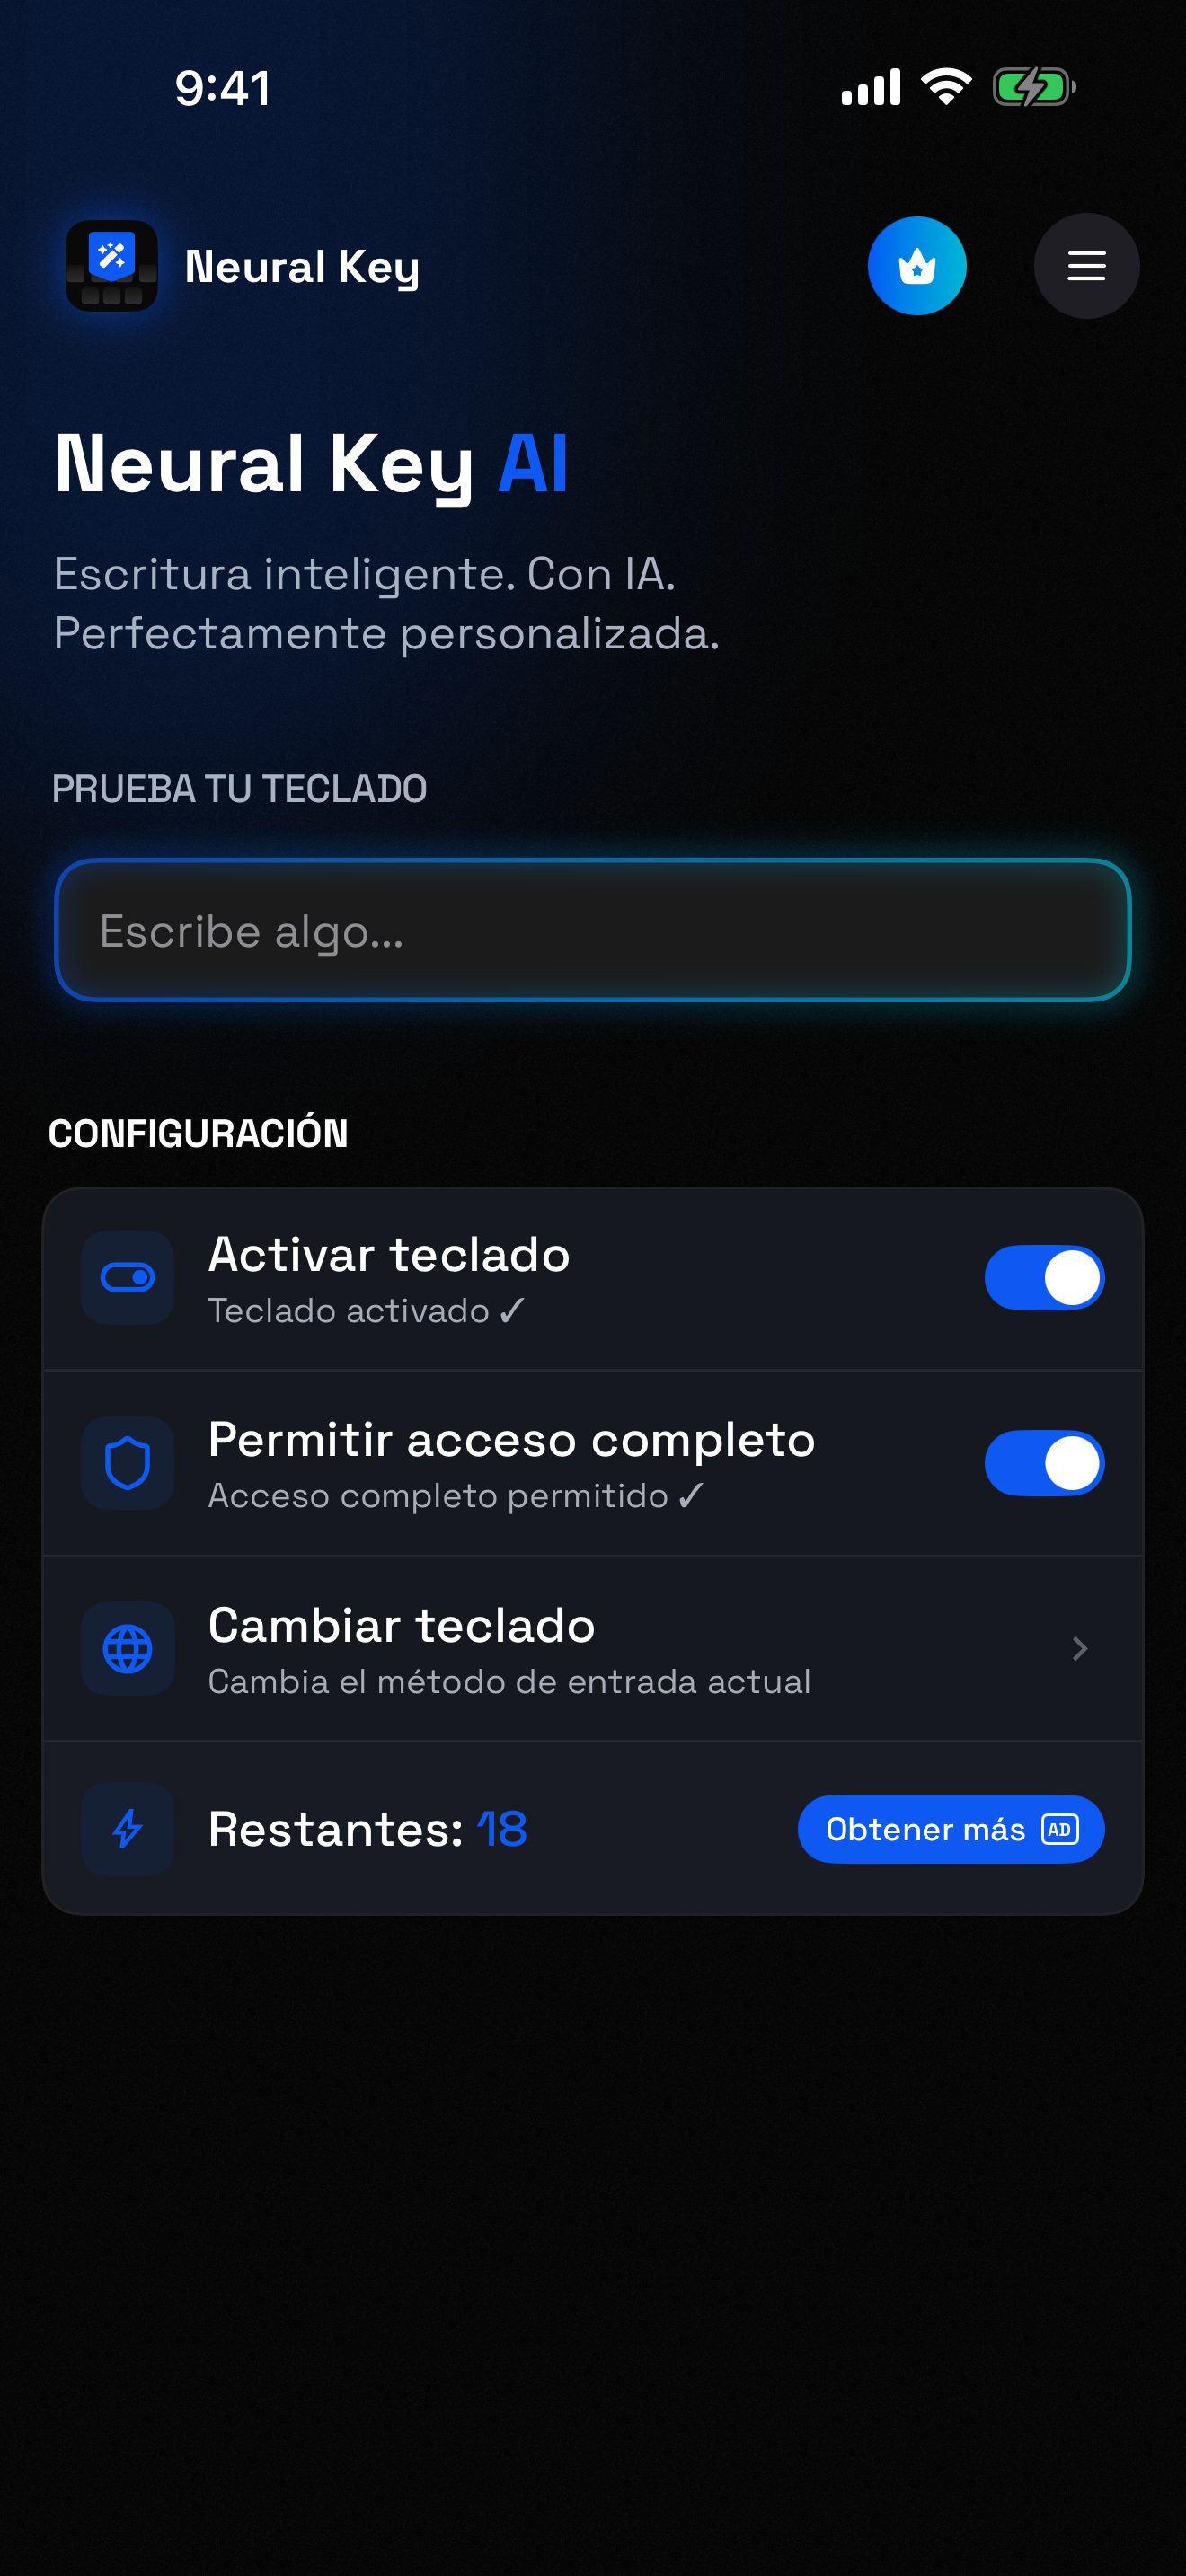 9:41
Neural Key
Neural Key AI
Escritura inteligente. Con IA.
Perfectamente personalizada.
PRUEBA TU TECLADO
Escribe algo...
CONFIGURACIÓN
Activar teclado
Teclado activado ✓
Permitir acceso completo
Acceso completo permitido ✓
Cambiar teclado
Cambia el método de entrada actual
Restantes: 18
Obtener más AD